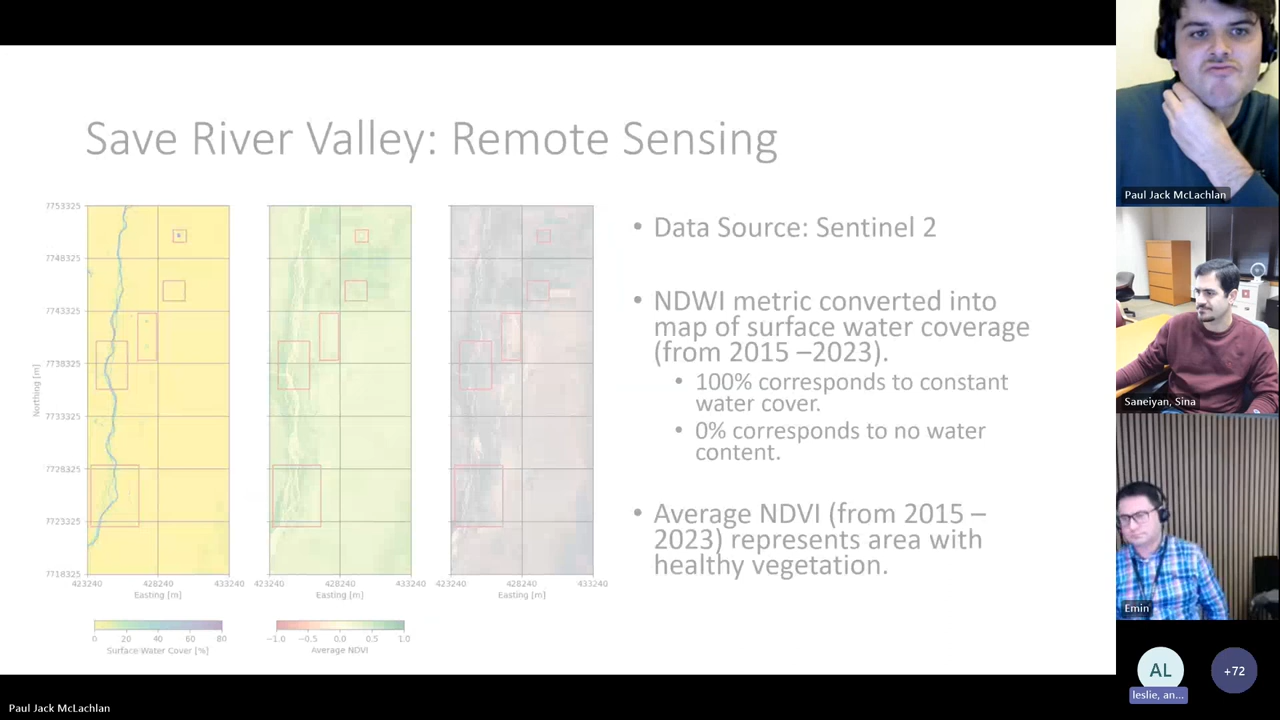 Save River Valley: Remote Sensing
7753325
7748325
7743325
7738325
7733325
7728325
7723325
7718325
Northing [m]
423240 428240 433240
Easting [m]
423240 428240 433240
Easting [m]
423240 428240 433240
Easting [m]
0 20 40 60 80
Surface Water Cover [%]
−1.0 −0.5 0.0 0.5 1.0
Average NDVI
• Data Source: Sentinel 2
• NDWI metric converted into
map of surface water coverage
(from 2015 –2023).
• 100% corresponds to constant
water cover.
• 0% corresponds to no water
content.
• Average NDVI (from 2015 –
2023) represents area with
healthy vegetation.
Paul Jack McLachlan
Saneiyan, Sina
Emin
AL
leslie, an...
+72
Paul Jack McLachlan